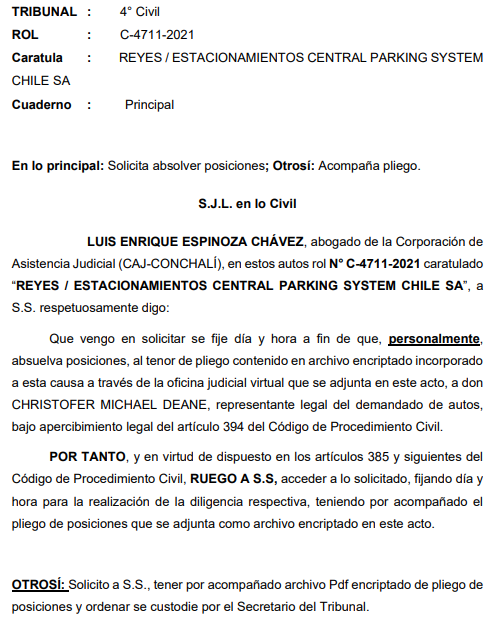 TRIBUNAL : 4° Civil
ROL : C-4711-2021
Caratula : REYES / ESTACIONAMIENTOS CENTRAL PARKING SYSTEM
CHILE SA
Cuaderno : Principal
En lo principal: Solicita absolver posiciones; Otrosí: Acompaña pliego.
S.J.L. en lo Civil
LUIS ENRIQUE ESPINOZA CHÁVEZ, abogado de la Corporación de
Asistencia Judicial (CAJ-CONCHALÍ), en estos autos rol N° C-4711-2021 caratulado
“REYES / ESTACIONAMIENTOS CENTRAL PARKING SYSTEM CHILE SA”, a
S.S. respetuosamente digo:
Que vengo en solicitar se fije día y hora a fin de que, personalmente,
absuelva posiciones, al tenor de pliego contenido en archivo encriptado incorporado
a esta causa a través de la oficina judicial virtual que se adjunta en este acto, a don
CHRISTOFER MICHAEL DEANE, representante legal del demandado de autos,
bajo apercibimiento legal del artículo 394 del Código de Procedimiento Civil.
POR TANTO, y en virtud de dispuesto en los artículos 385 y siguientes del
Código de Procedimiento Civil, RUEGO A S.S, acceder a lo solicitado, fijando día y
hora para la realización de la diligencia respectiva, teniendo por acompañado el
pliego de posiciones que se adjunta como archivo encriptado en este acto.
OTROSÍ: Solicito a S.S., tener por acompañado archivo Pdf encriptado de pliego de
posiciones y ordenar se custodie por el Secretario del Tribunal.